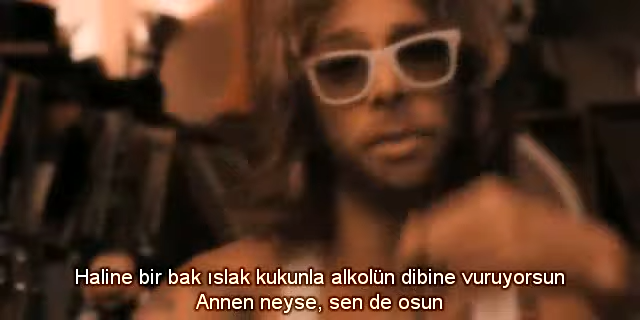 Haline bir bak ıslak kukunla alkolün dibine vuruyorsun
Annen neyse, sen de osun